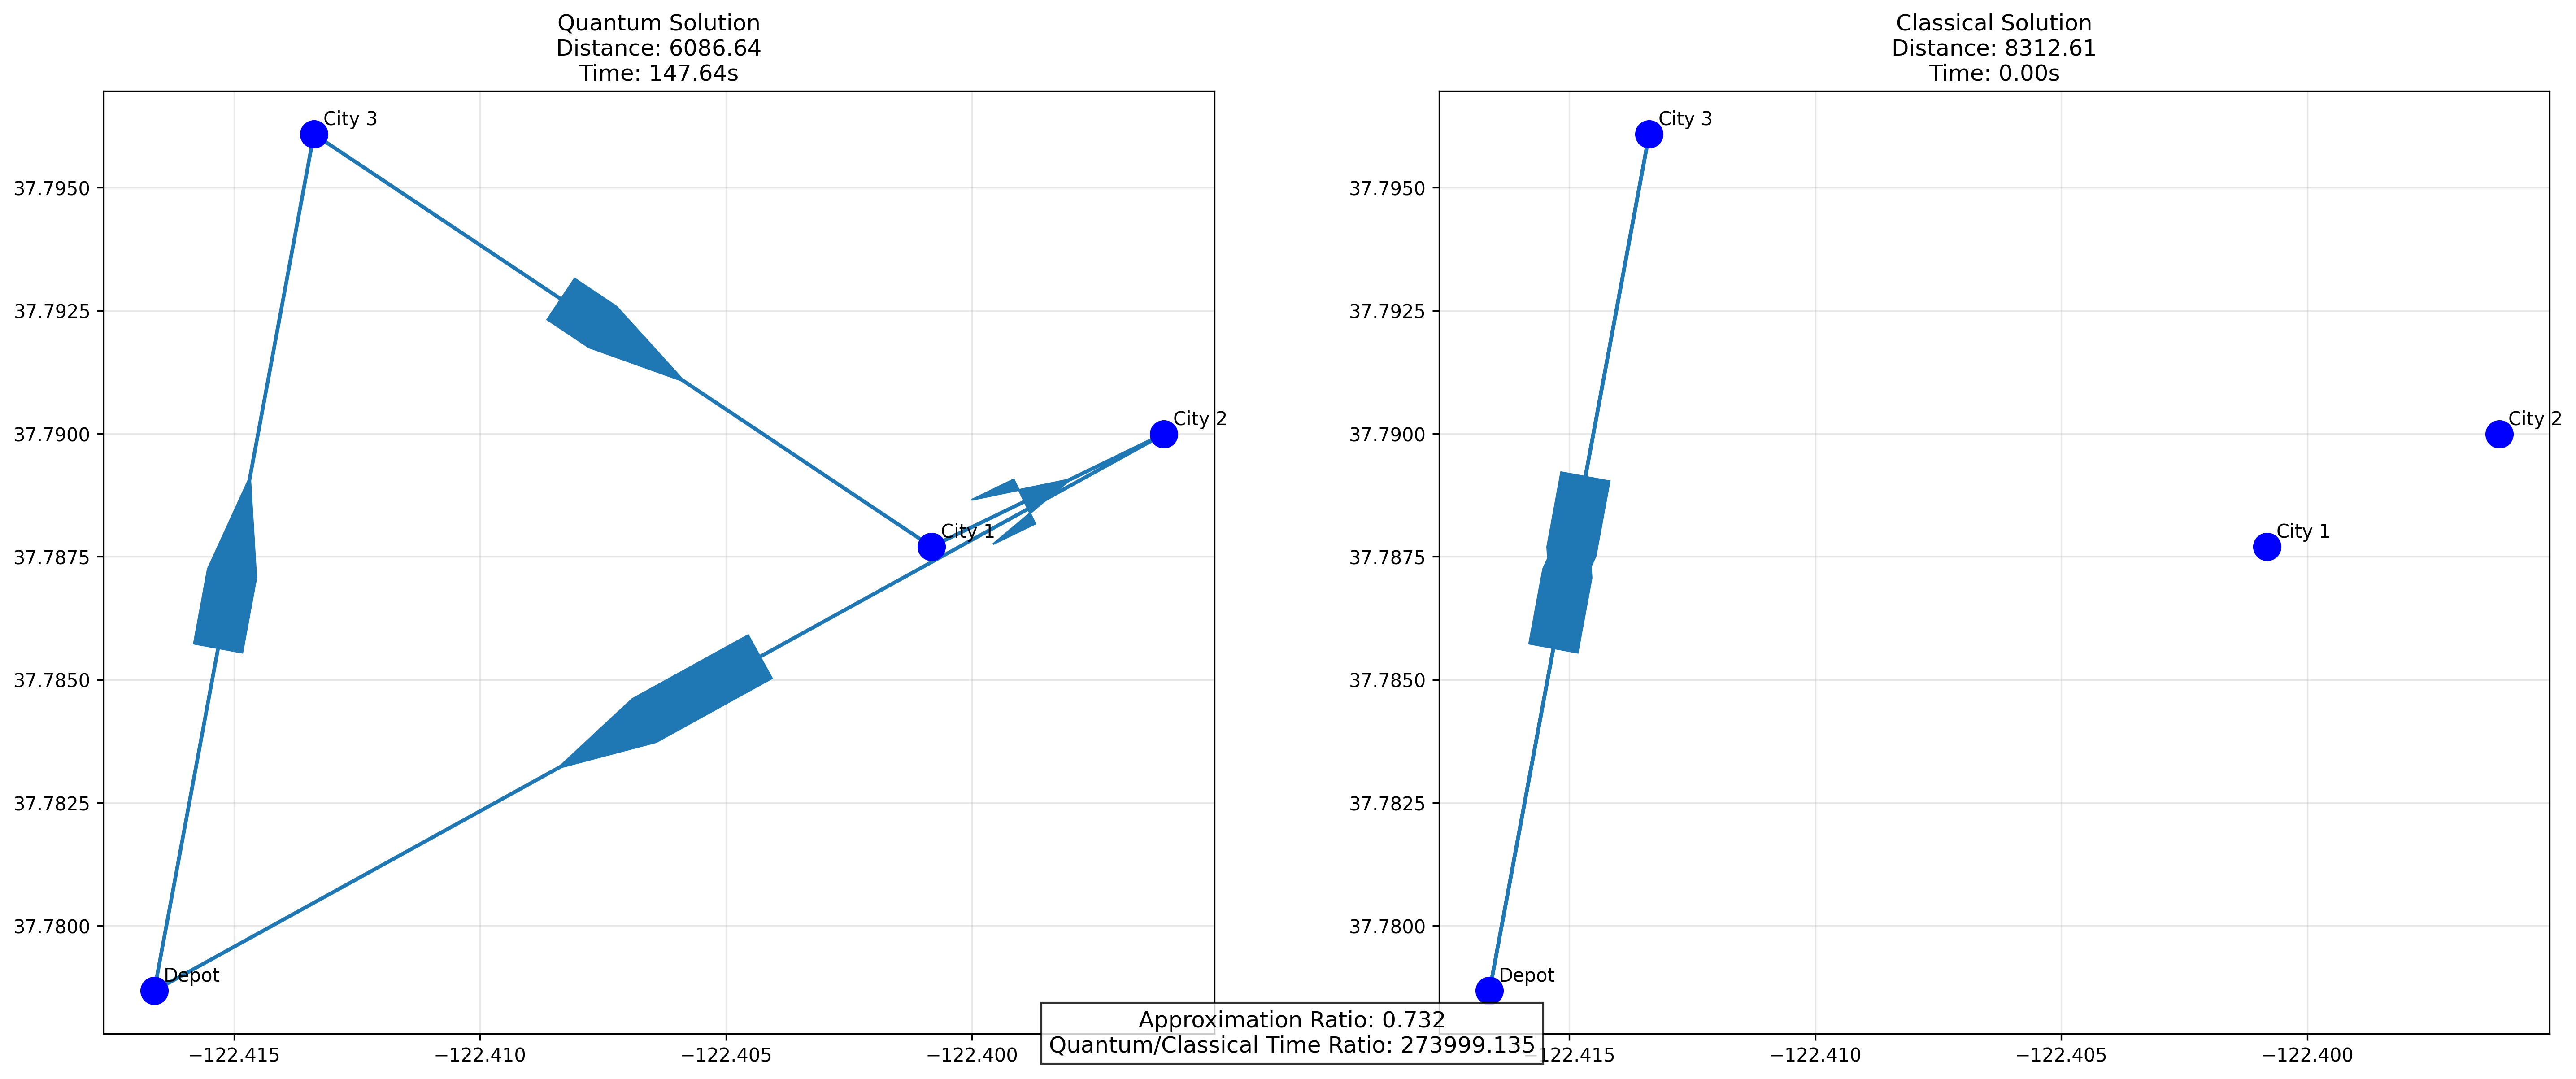 Quantum Solution
Distance: 6086.64
Time: 147.64s
City 3
37.7950
37.7925
City 2
37.7900
City 1
37.7875
37.7850
37.7825
37.7800
Depot
−122.415
−122.410
−122.405
−122.400
Classical Solution
Distance: 8312.61
Time: 0.00s
City 3
37.7950
37.7925
City 2
37.7900
City 1
37.7875
37.7850
37.7825
37.7800
Depot
−122.415
−122.410
−122.405
−122.400
Approximation Ratio: 0.732
Quantum/Classical Time Ratio: 273999.135